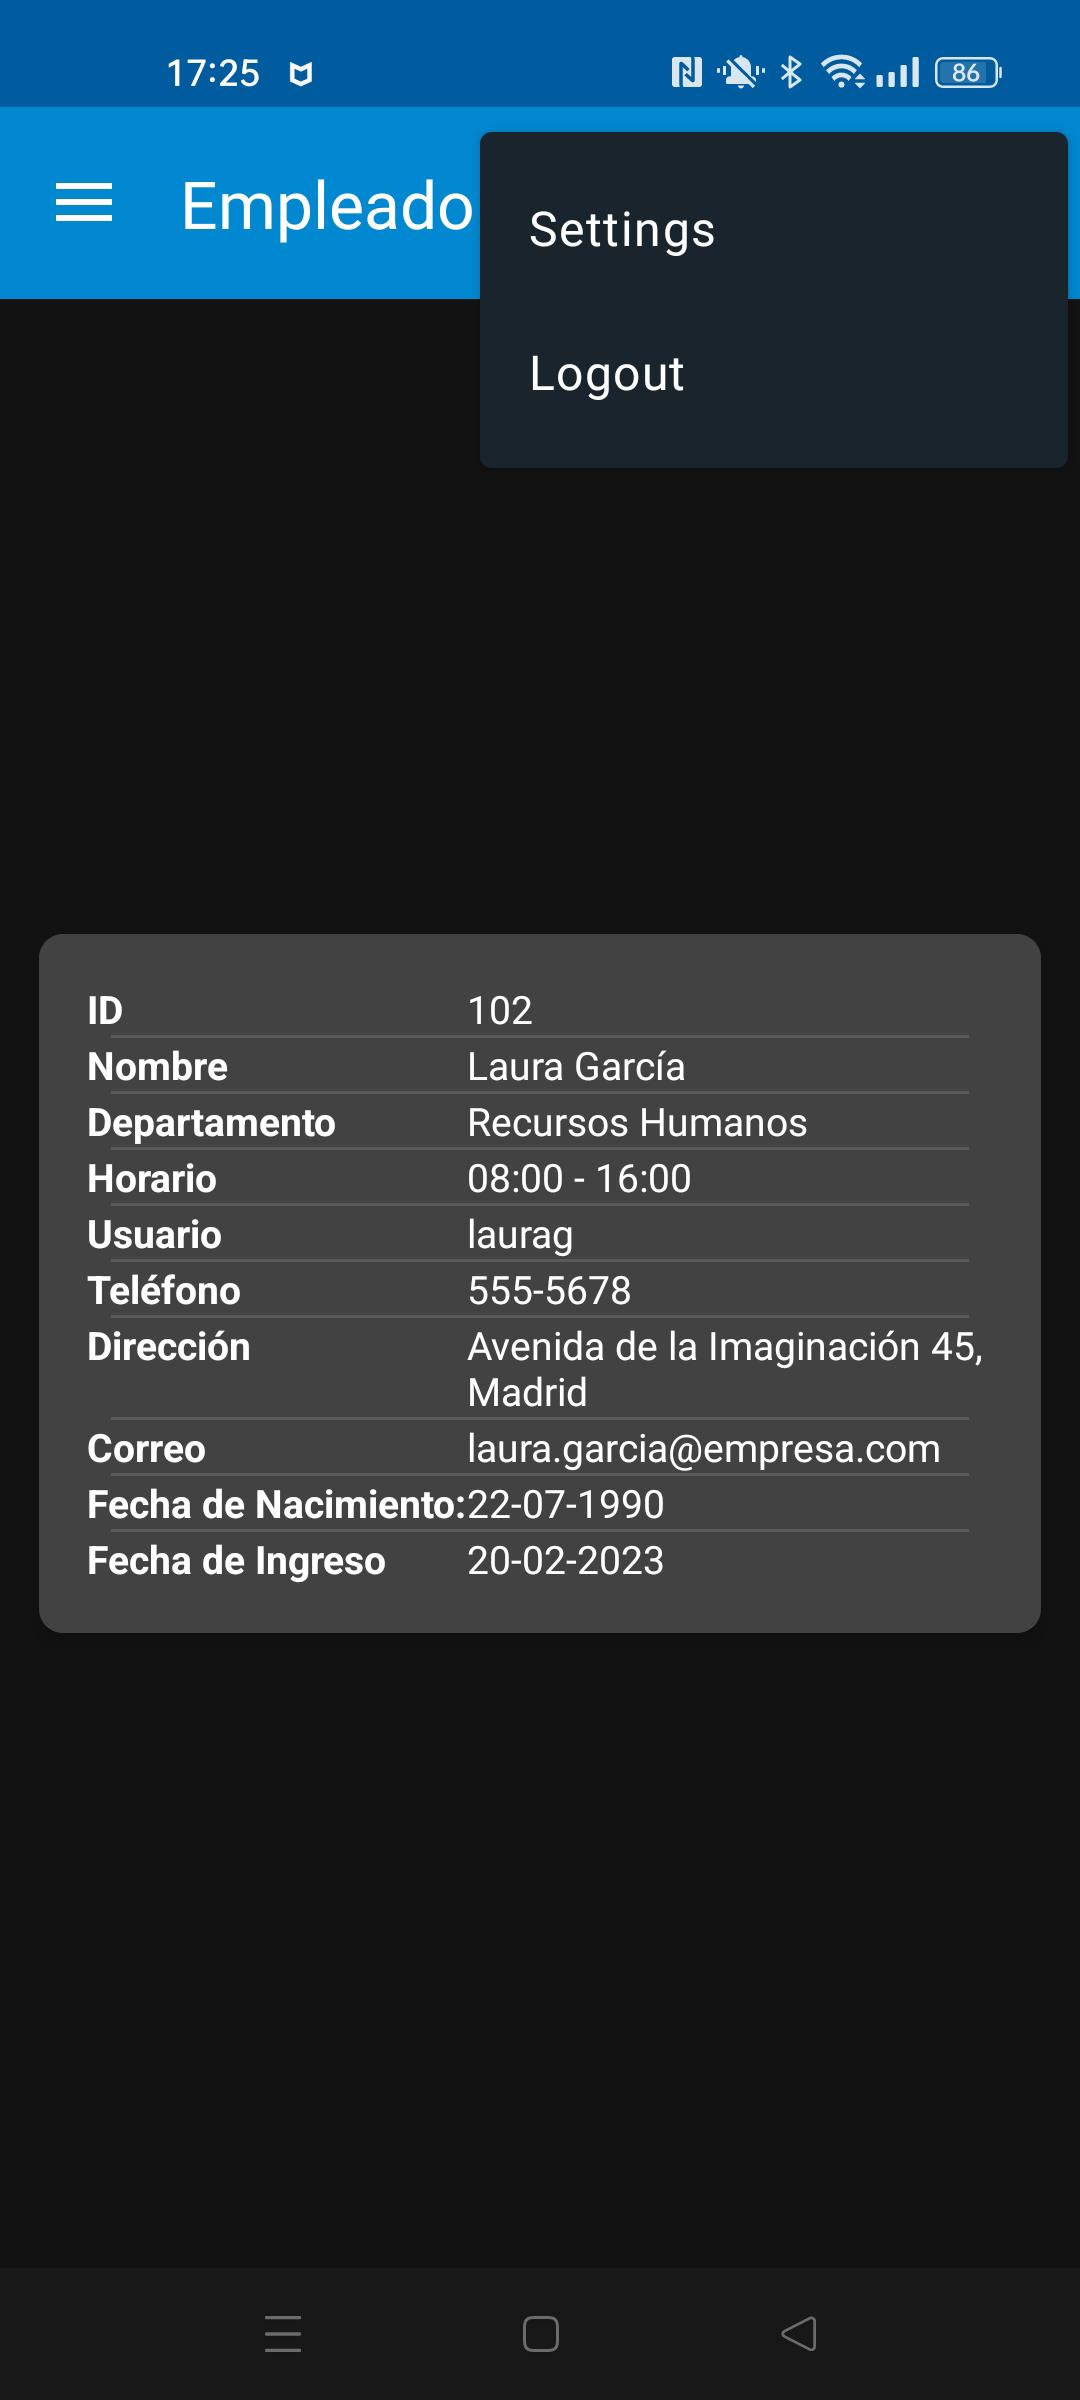 17:25
86
Empleado
Settings
Logout
ID 102
Nombre Laura García
Departamento Recursos Humanos
Horario 08:00 - 16:00
Usuario laurag
Teléfono 555-5678
Dirección Avenida de la Imaginación 45,
Madrid
Correo laura.garcia@empresa.com
Fecha de Nacimiento: 22-07-1990
Fecha de Ingreso 20-02-2023